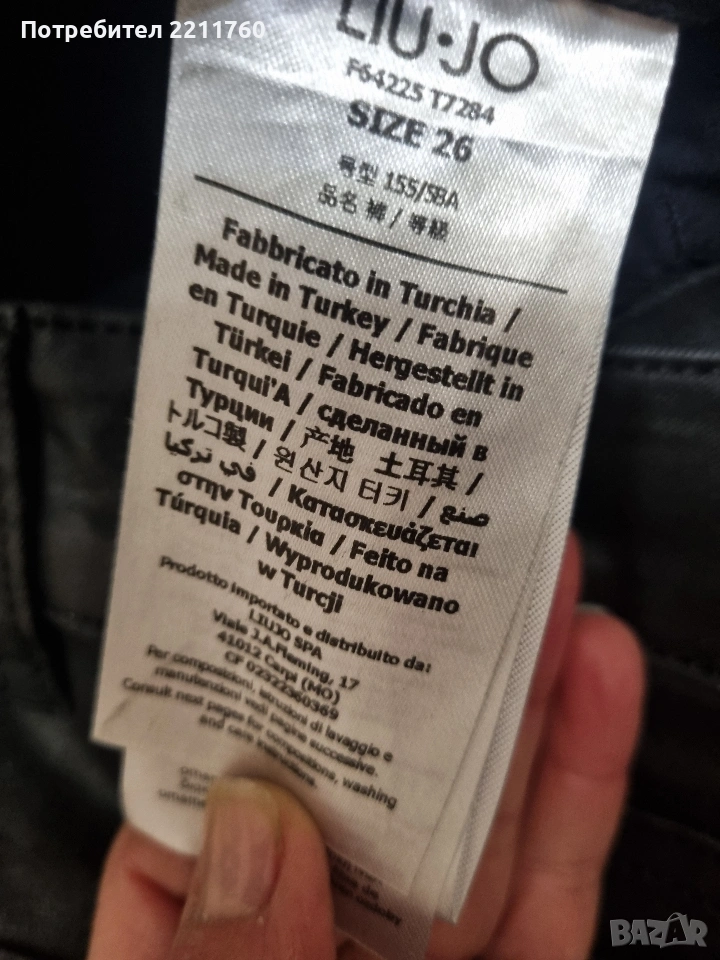 Потребител 2211760
LIU·JO
F64225 T7284
SIZE 26
号型 155/58A
品名 裤 / 等級
Fabbricato in Turchia /
Made in Turkey / Fabrique
en Turquie / Hergestellt in
Türkei / Fabricado en
Turqui'A / сделанный в
Турции / 产地 土耳其 /
トルコ製 / 원산지 터키 / صنع
في تركيا / Κατασκευάζεται
στην Τουρκία / Feito na
Túrquia / Wyprodukowano
w Turcji
Prodotto importato e distribuito da:
LIUJO SPA
Viale J.A.Fleming, 17
41012 Carpi (MO)
CF 02322360369
Per composizioni, istruzioni di lavaggio e
manutenzioni vedi pagine successive.
Consult next pages for compositions, washing
and care instructions.
BAZAR